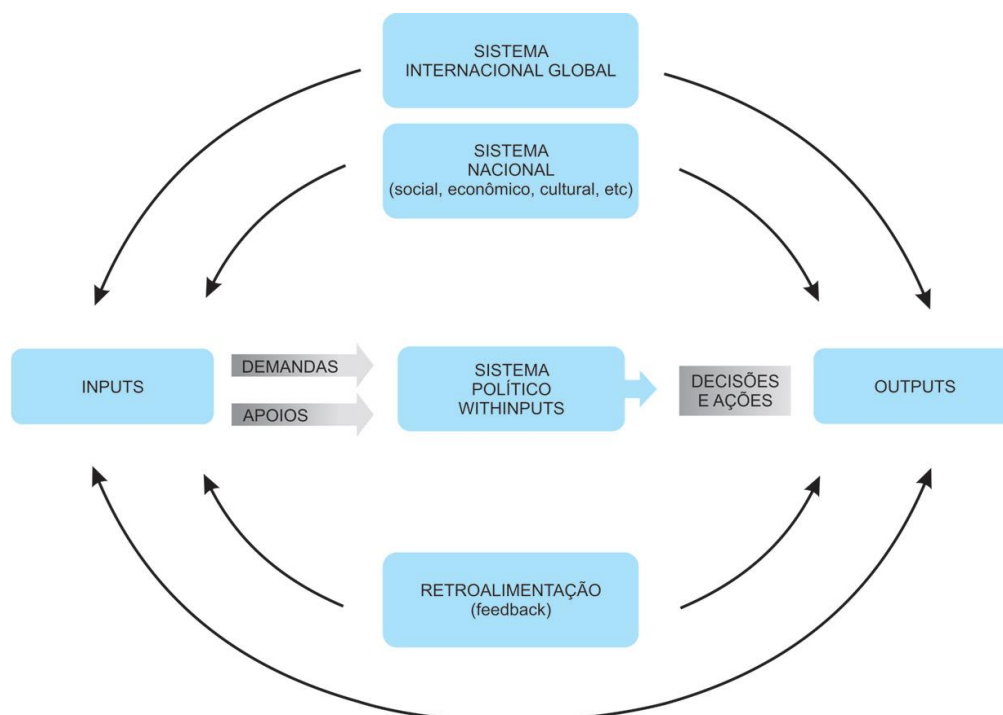 SISTEMA
INTERNACIONAL GLOBAL
SISTEMA
NACIONAL
(social, econômico, cultural, etc)
INPUTS
DEMANDAS
APOIOS
SISTEMA
POLÍTICO
WITHINPUTS
DECISÕES
E AÇÕES
OUTPUTS
RETROALIMENTAÇÃO
(feedback)